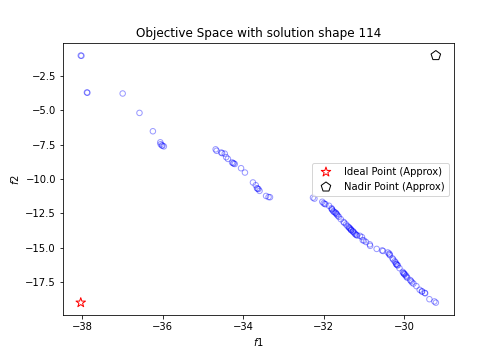 Objective Space with solution shape 114
f2
−2.5
−5.0
−7.5
−10.0
−12.5
−15.0
−17.5
Ideal Point (Approx)
Nadir Point (Approx)
−38
−36
−34
−32
−30
f1